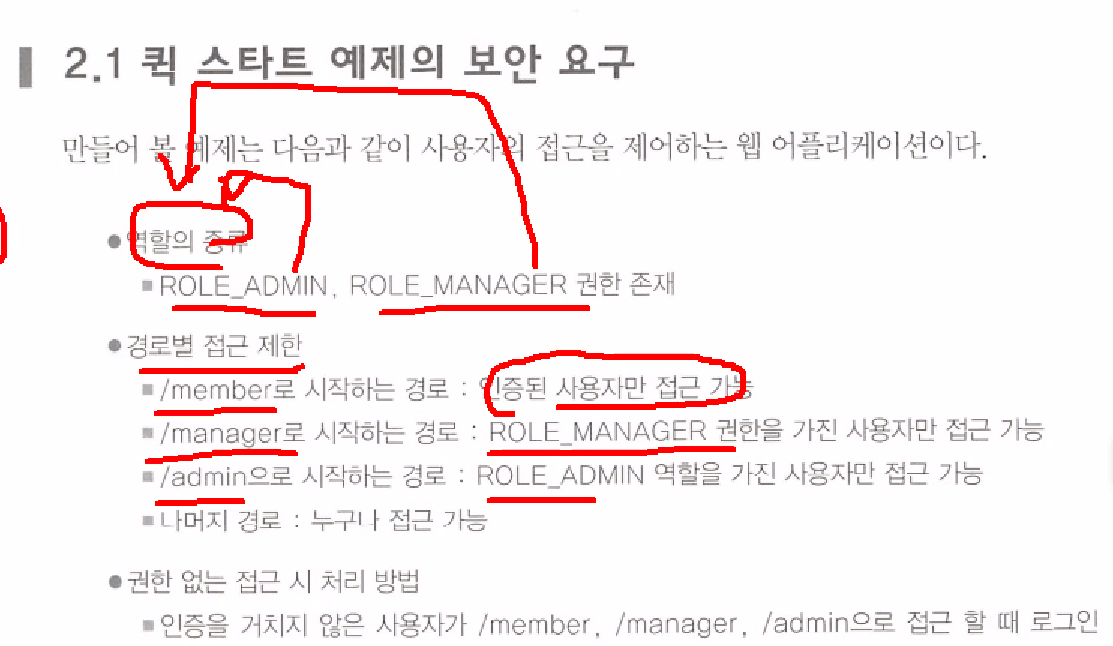 2.1 퀵 스타트 예제의 보안 요구
만들어 볼 예제는 다음과 같이 사용자의 접근을 제어하는 웹 어플리케이션이다.
●역할의 종류
■ROLE_ADMIN, ROLE_MANAGER 권한 존재
●경로별 접근 제한
■/member로 시작하는 경로 : 인증된 사용자만 접근 가능
■/manager로 시작하는 경로 : ROLE_MANAGER 권한을 가진 사용자만 접근 가능
■/admin으로 시작하는 경로 : ROLE_ADMIN 역할을 가진 사용자만 접근 가능
■나머지 경로 : 누구나 접근 가능
●권한 없는 접근 시 처리 방법
■인증을 거치지 않은 사용자가 /member, /manager, /admin으로 접근 할 때 로그인